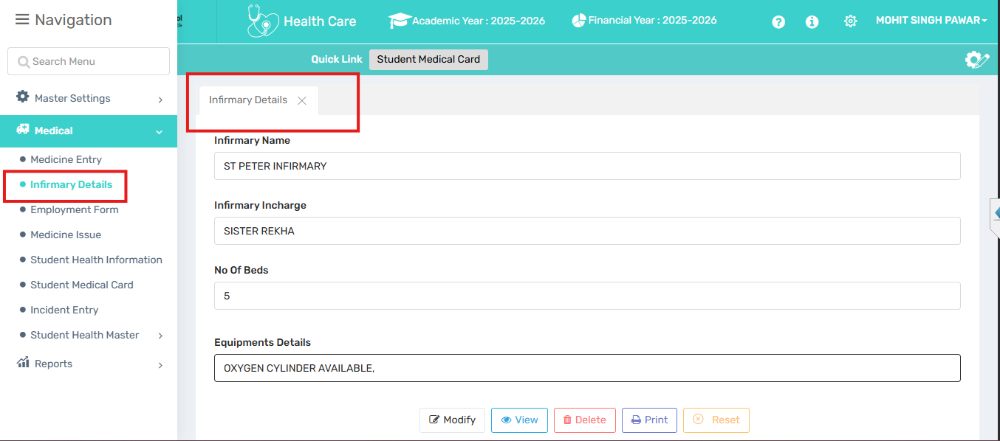 Navigation
Health Care
Academic Year : 2025-2026
Financial Year : 2025-2026
MOHIT SINGH PAWAR
Search Menu
Quick Link
Student Medical Card
Master Settings
Medical
Medicine Entry
Infirmary Details
Employment Form
Medicine Issue
Student Health Information
Student Medical Card
Incident Entry
Student Health Master
Reports
Infirmary Details
Infirmary Name
ST PETER INFIRMARY
Infirmary Incharge
SISTER REKHA
No Of Beds
5
Equipments Details
OXYGEN CYLINDER AVAILABLE,
Modify
View
Delete
Print
Reset